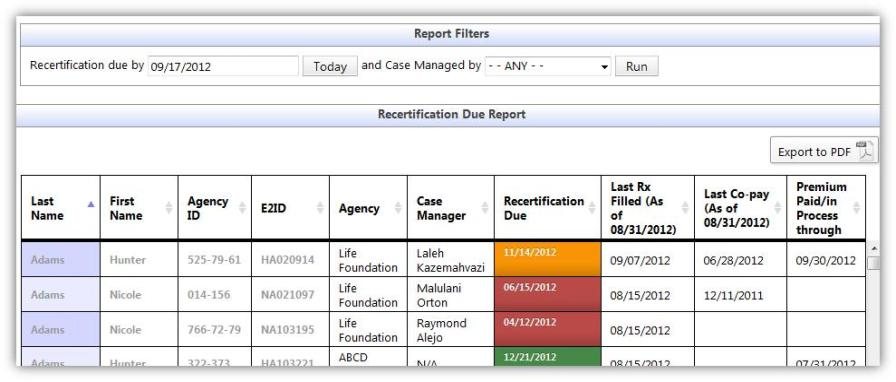 Report Filters
Recertification due by 09/17/2012 Today and Case Managed by - - ANY - - Run
Recertification Due Report
Export to PDF
Last Name First Name Agency ID E2ID Agency Case Manager Recertification Due Last Rx Filled (As of 08/31/2012) Last Co-pay (As of 08/31/2012) Premium Paid/in Process through
Adams Hunter 525-79-61 HA020914 Life Foundation Laleh Kazemahvazi 11/14/2012 09/07/2012 06/28/2012 09/30/2012
Adams Nicole 014-156 NA021097 Life Foundation Malulani Orton 06/15/2012 08/15/2012 12/11/2011
Adams Nicole 766-72-79 NA103195 Life Foundation Raymond Alejo 04/12/2012 08/15/2012
Adams Hunter 322-373 HA103221 ABCD N/A 12/21/2012 08/15/2012 07/31/2012